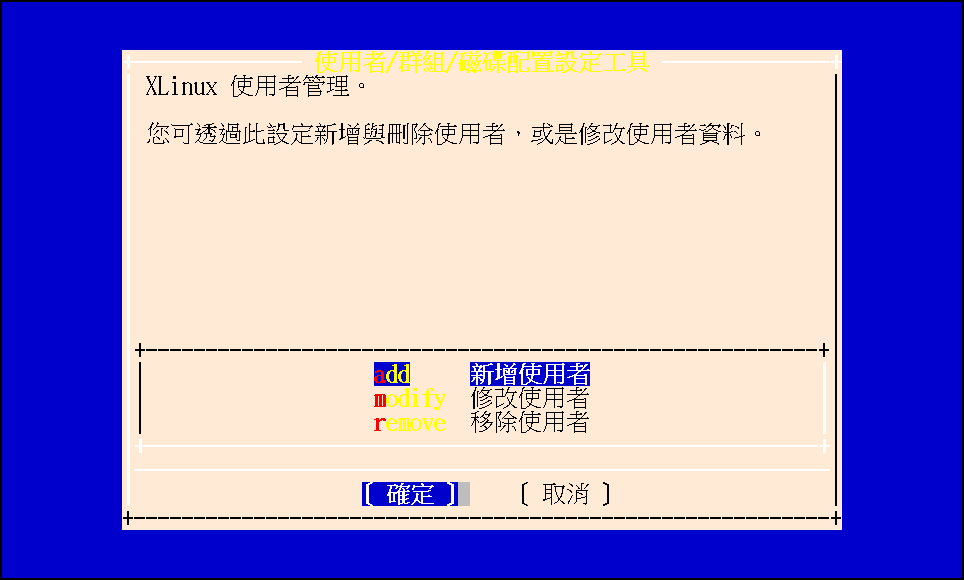 使用者/群組/磁碟配置設定工具
XLinux 使用者管理。
您可透過此設定新增與刪除使用者，或是修改使用者資料。
add 新增使用者
modify 修改使用者
remove 移除使用者
[ 確定 ] [ 取消 ]